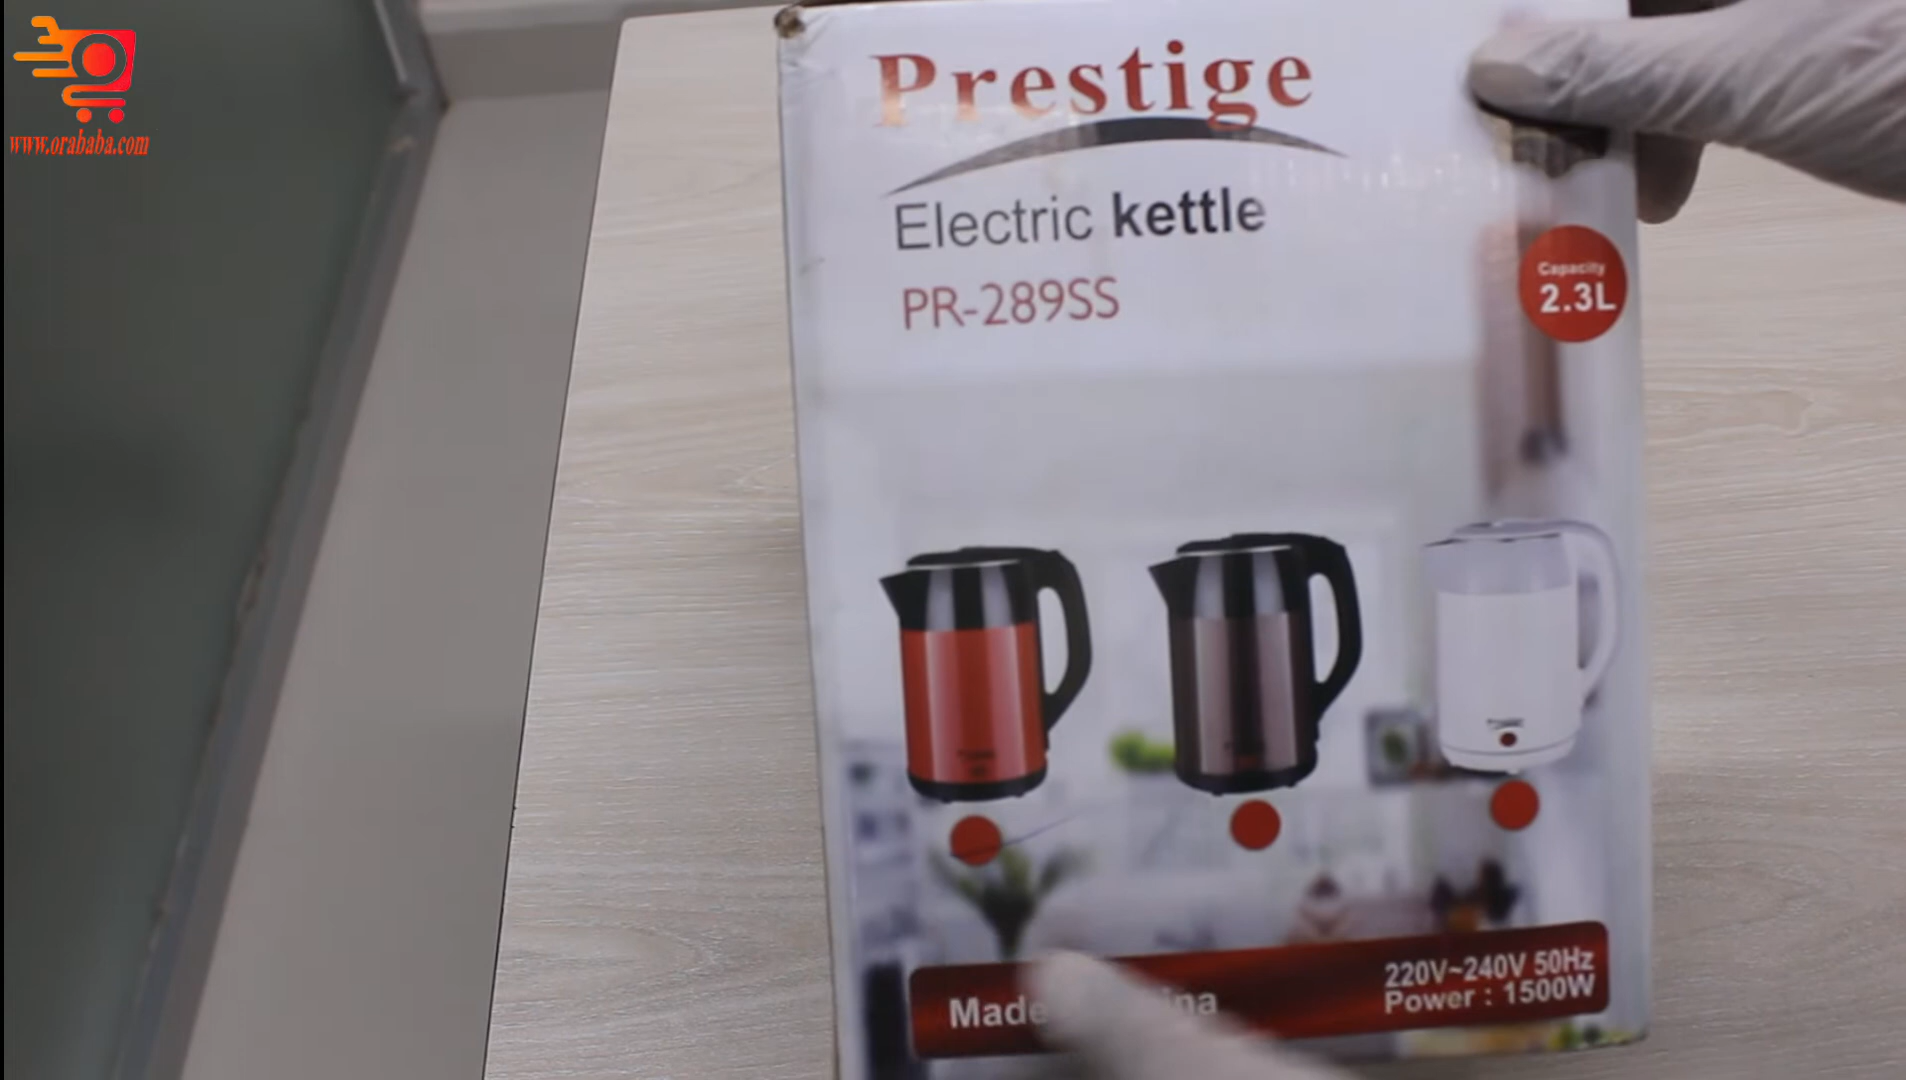 www.orababa.com
Prestige
Electric kettle
PR-289SS
Capacity
2.3L
Made
220V~240V 50Hz
Power : 1500W